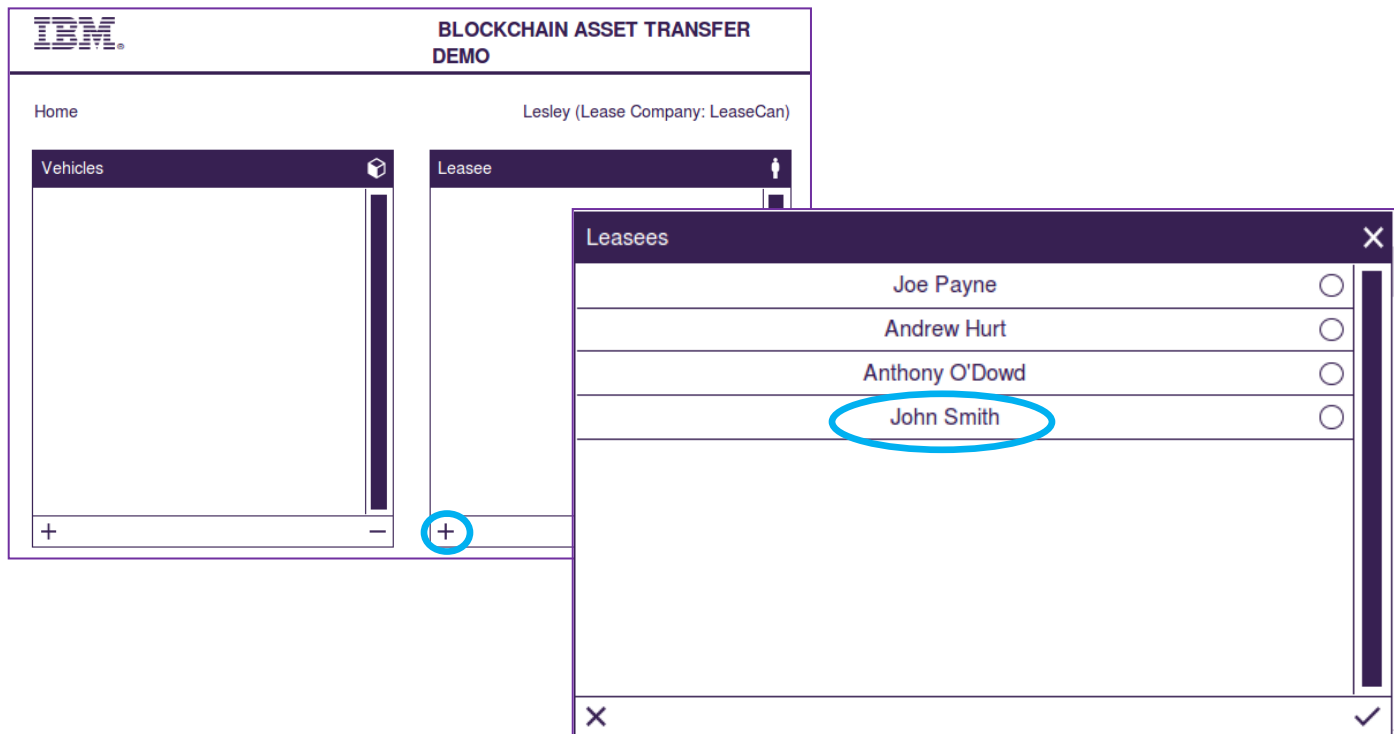 IBM®
BLOCKCHAIN ASSET TRANSFER
DEMO
Home
Lesley (Lease Company: LeaseCan)
Vehicles
Leasee
+
−
+
Leasees
Joe Payne
Andrew Hurt
Anthony O'Dowd
John Smith